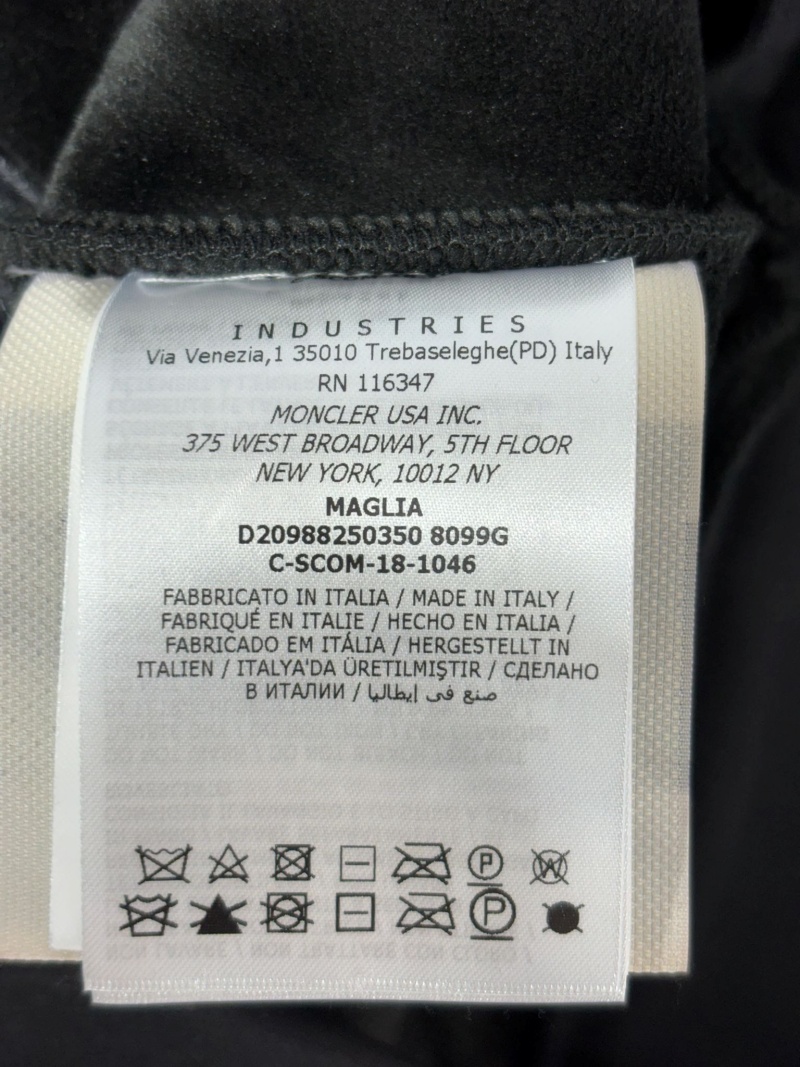 INDUSTRIES
Via Venezia,1 35010 Trebaseleghe(PD) Italy
RN 116347
MONCLER USA INC.
375 WEST BROADWAY, 5TH FLOOR
NEW YORK, 10012 NY
MAGLIA
D20988250350 8099G
C-SCOM-18-1046
FABBRICATO IN ITALIA / MADE IN ITALY /
FABRIQUÉ EN ITALIE / HECHO EN ITALIA /
FABRICADO EM ITÁLIA / HERGESTELLT IN
ITALIEN / ITALYA'DA ÜRETILMIŞTIR / СДЕЛАНО
В ИТАЛИИ / صنع في إيطاليا
P W
P